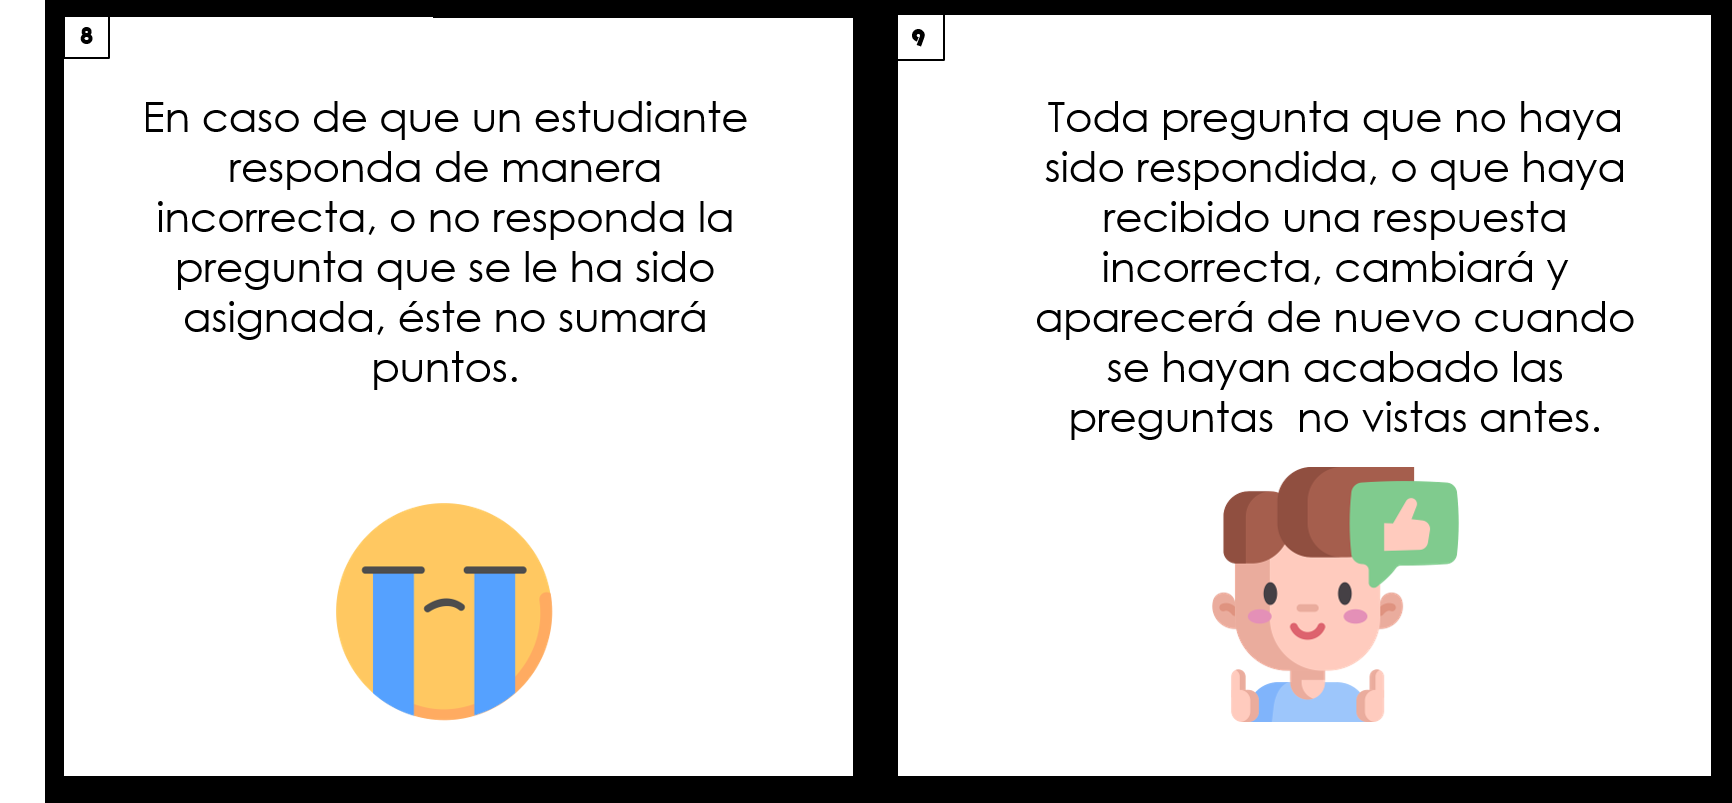 8
En caso de que un estudiante
responda de manera
incorrecta, o no responda la
pregunta que se le ha sido
asignada, éste no sumará
puntos.
9
Toda pregunta que no haya
sido respondida, o que haya
recibido una respuesta
incorrecta, cambiará y
aparecerá de nuevo cuando
se hayan acabado las
preguntas  no vistas antes.